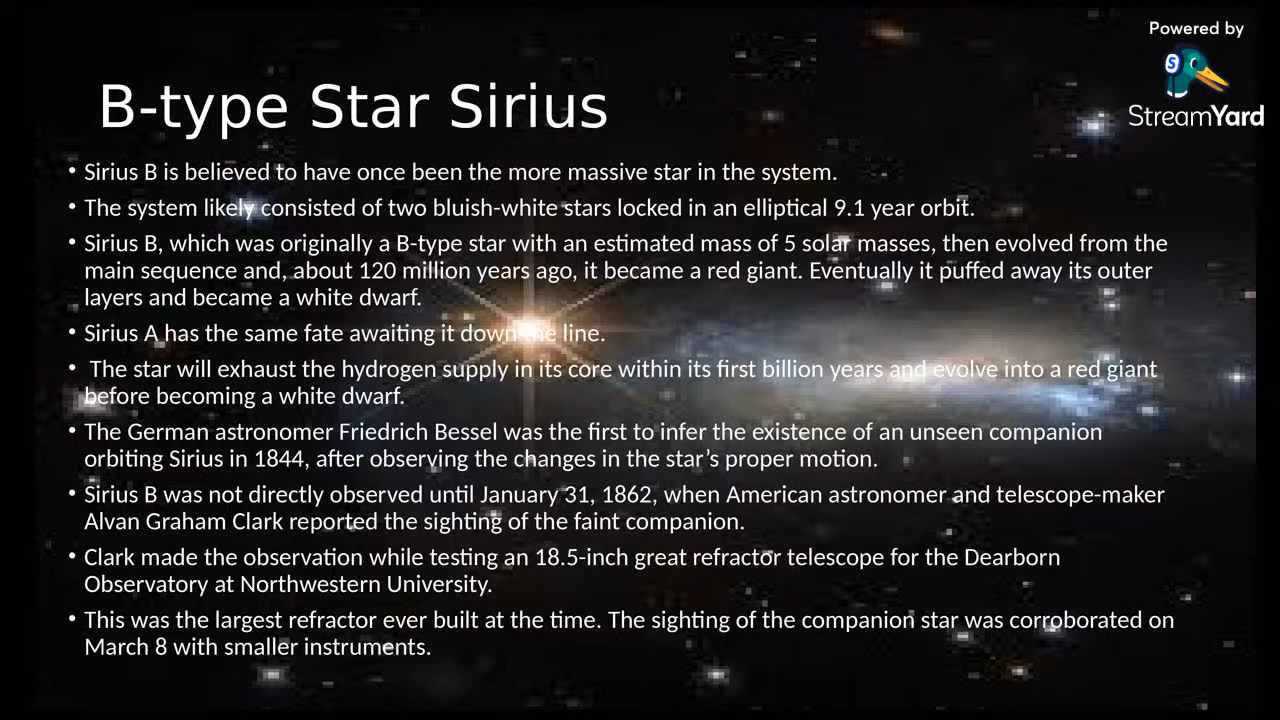 Powered by
S
StreamYard
B-type Star Sirius
• Sirius B is believed to have once been the more massive star in the system.
• The system likely consisted of two bluish-white stars locked in an elliptical 9.1 year orbit.
• Sirius B, which was originally a B-type star with an estimated mass of 5 solar masses, then evolved from the
main sequence and, about 120 million years ago, it became a red giant. Eventually it puffed away its outer
layers and became a white dwarf.
• Sirius A has the same fate awaiting it down the line.
• The star will exhaust the hydrogen supply in its core within its first billion years and evolve into a red giant
before becoming a white dwarf.
• The German astronomer Friedrich Bessel was the first to infer the existence of an unseen companion
orbiting Sirius in 1844, after observing the changes in the star’s proper motion.
• Sirius B was not directly observed until January 31, 1862, when American astronomer and telescope-maker
Alvan Graham Clark reported the sighting of the faint companion.
• Clark made the observation while testing an 18.5-inch great refractor telescope for the Dearborn
Observatory at Northwestern University.
• This was the largest refractor ever built at the time. The sighting of the companion star was corroborated on
March 8 with smaller instruments.